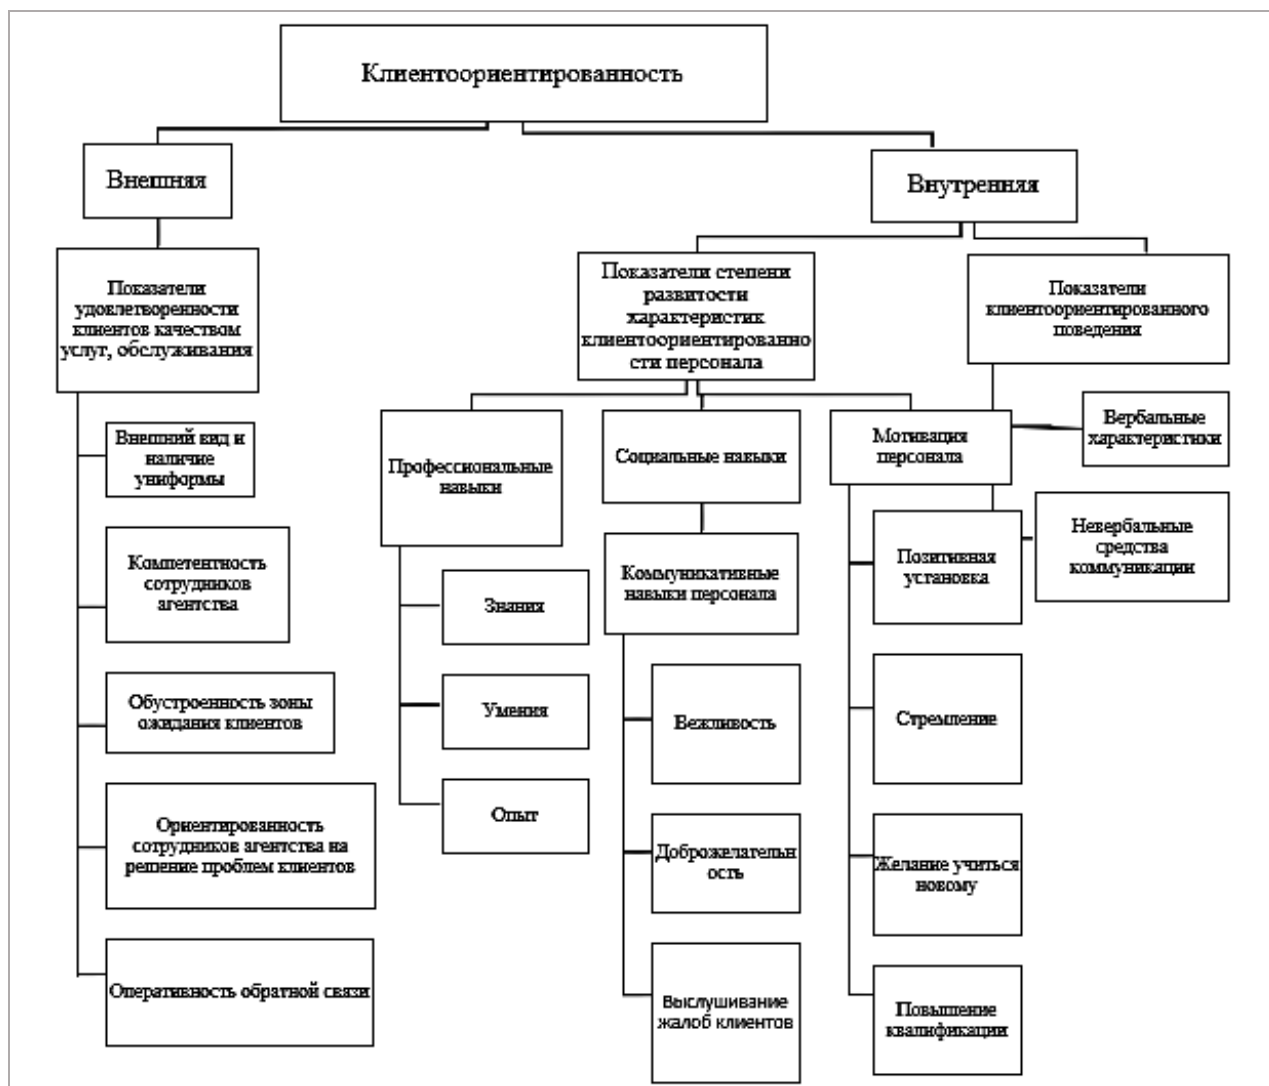 Клиентоориентированность
Внешняя
Внутренняя
Показатели
удовлетворенности
клиентов качеством
услуг, обслуживания
Внешний вид и
наличие
униформы
Компетентность
сотрудников
агентства
Обустроенность зоны
ожидания клиентов
Ориентированность
сотрудников агентства на
решение проблем клиентов
Оперативность обратной связи
Показатели степени
развитости
характеристик
клиентоориентированно
сти персонала
Профессиональные
навыки
Знания
Умения
Опыт
Социальные навыки
Коммуникативные
навыки персонала
Вежливость
Доброжелательн
ость
Выслушивание
жалоб клиентов
Мотивация
персонала
Позитивная
установка
Стремление
Желание учиться
новому
Повышение
квалификации
Показатели
клиентоориентированного
поведения
Вербальные
характеристики
Невербальные
средства
коммуникации